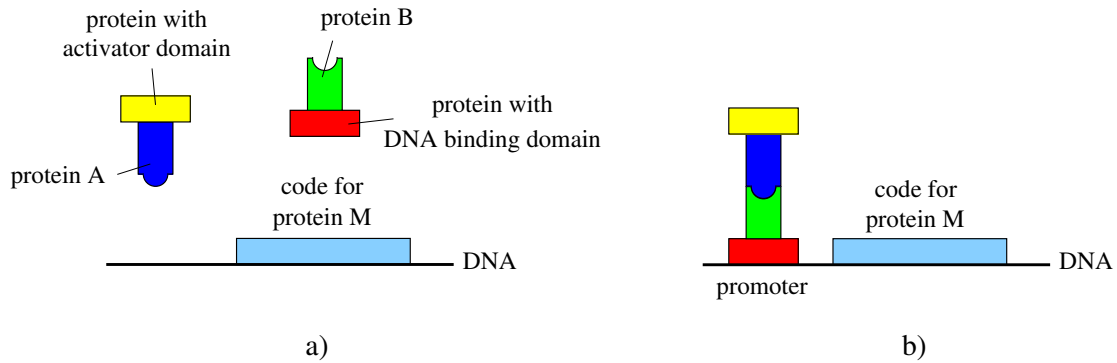 protein with
activator domain
protein B
protein with
DNA binding domain
protein A
code for
protein M
DNA
a)
code for
protein M
DNA
promoter
b)